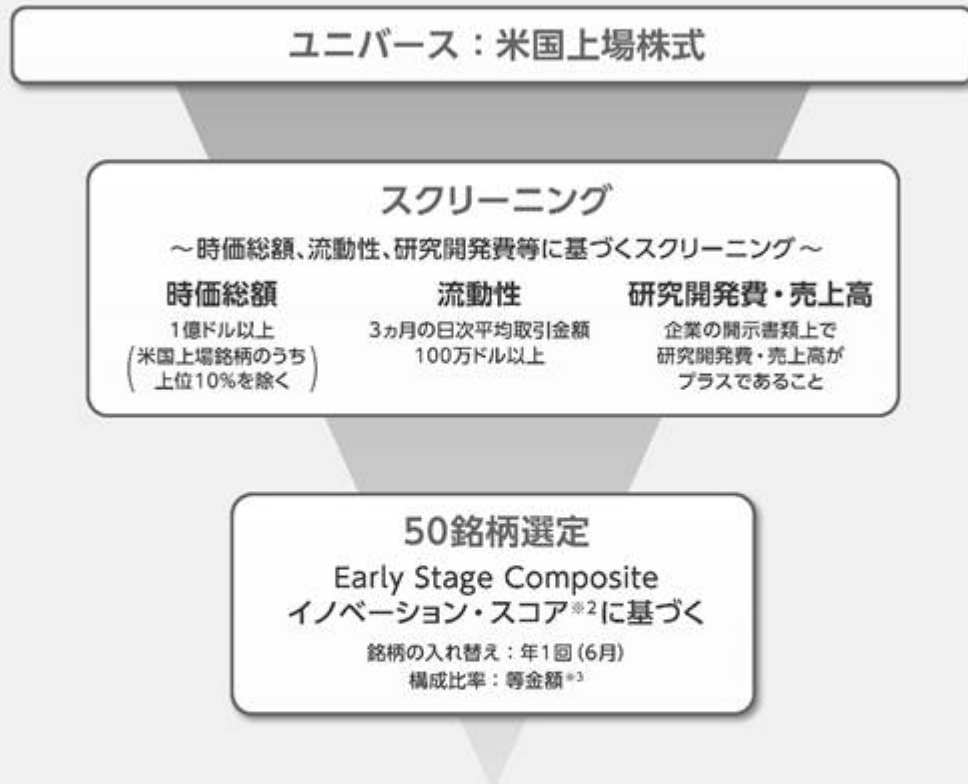 ユニバース：米国上場株式
スクリーニング
～時価総額、流動性、研究開発費等に基づくスクリーニング～
時価総額
1億ドル以上
(米国上場銘柄のうち
上位10%を除く)
流動性
3ヵ月の日次平均取引金額
100万ドル以上
研究開発費・売上高
企業の開示書類上で
研究開発費・売上高が
プラスであること
50銘柄選定
Early Stage Composite
イノベーション・スコア※2に基づく
銘柄の入れ替え：年1回(6月)
構成比率：等金額※3